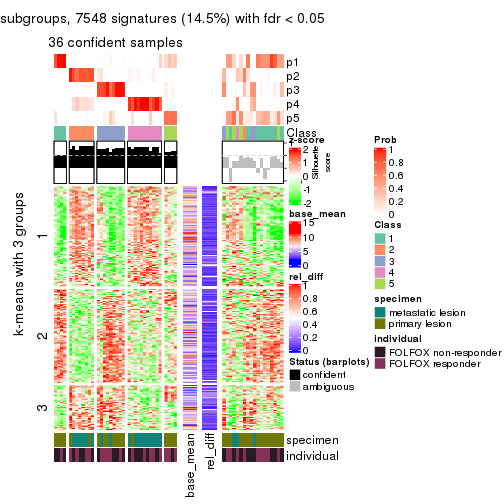 subgroups, 7548 signatures (14.5%) with fdr < 0.05
36 confident samples
p1
p2
p3
p4
p5
Class
1
Silhouette
score
k-means with 3 groups
1
2
3
base_mean
rel_diff
specimen
individual
z-score
2
1
0
-1
-2
base_mean
15
10
5
0
rel_diff
1
0.8
0.6
0.4
0.2
0
Status (barplots)
confident
ambiguous
Prob
1
0.8
0.6
0.4
0.2
0
Class
1
2
3
4
5
specimen
metastatic lesion
primary lesion
individual
FOLFOX non-responder
FOLFOX responder